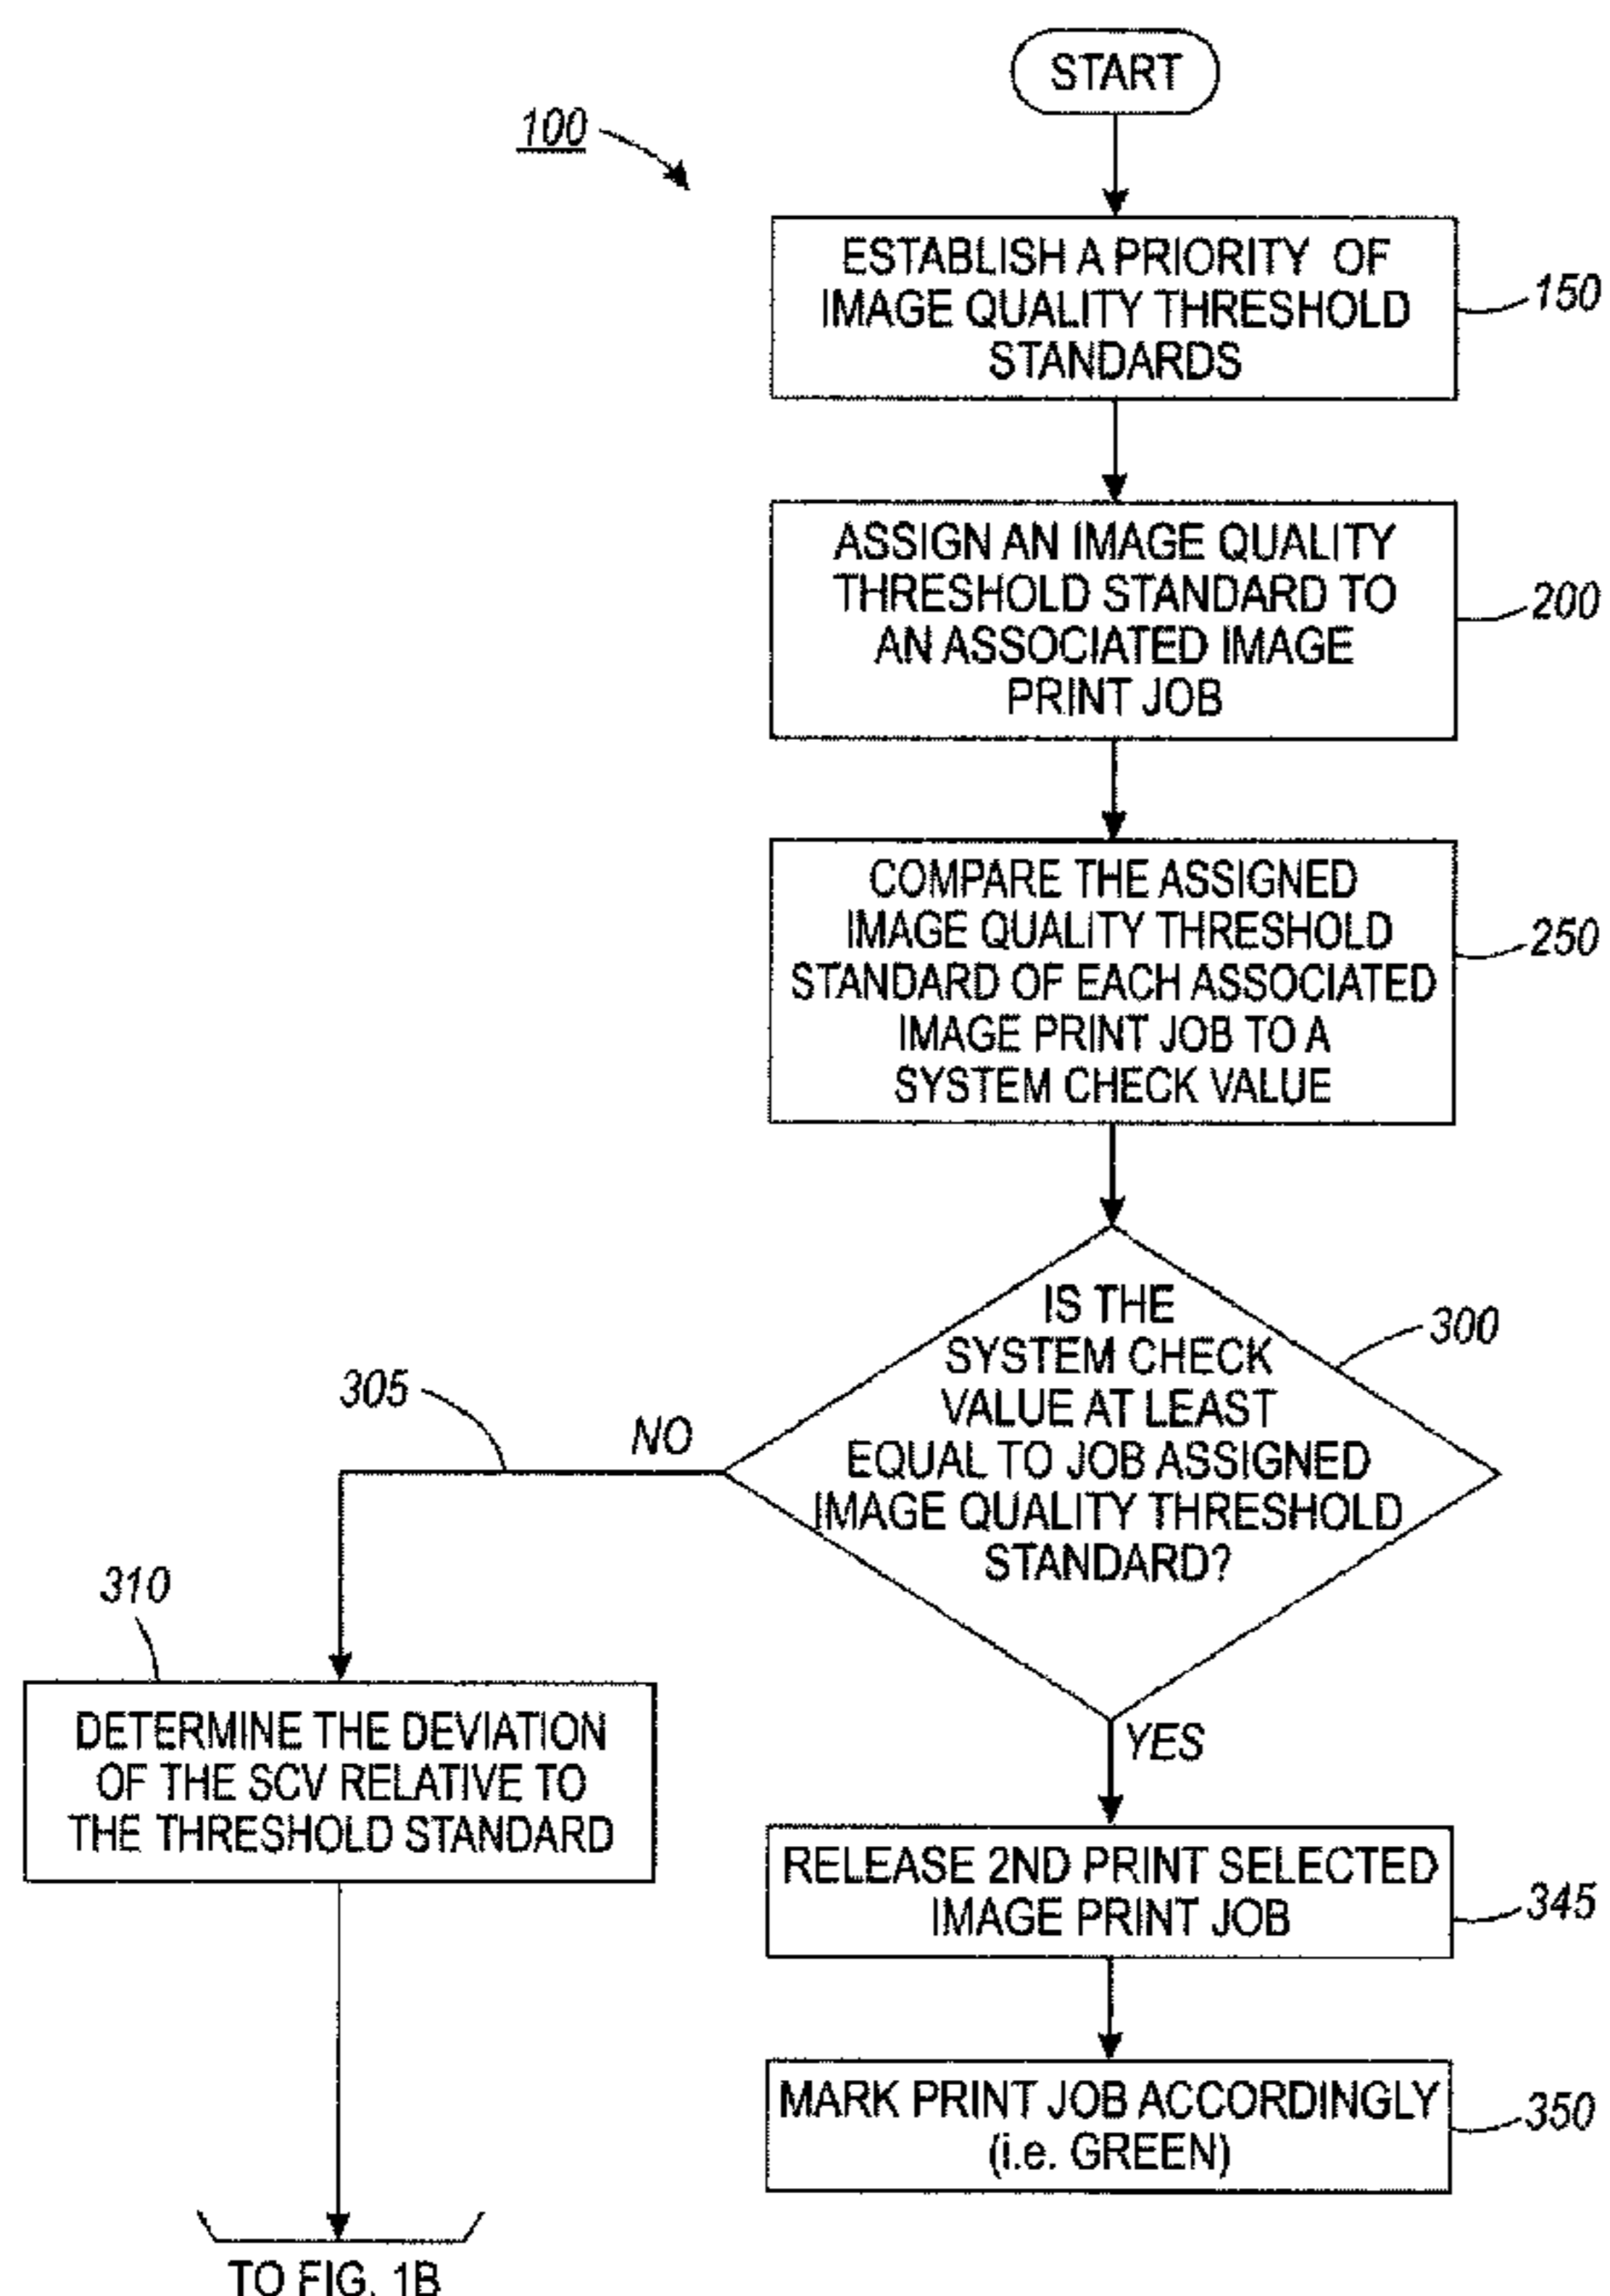 START
100
ESTABLISH A PRIORITY OF
IMAGE QUALITY THRESHOLD
STANDARDS
150
ASSIGN AN IMAGE QUALITY
THRESHOLD STANDARD TO
AN ASSOCIATED IMAGE
PRINT JOB
200
COMPARE THE ASSIGNED
IMAGE QUALITY THRESHOLD
STANDARD OF EACH ASSOCIATED
IMAGE PRINT JOB TO A
SYSTEM CHECK VALUE
250
IS THE
SYSTEM CHECK
VALUE AT LEAST
EQUAL TO JOB ASSIGNED
IMAGE QUALITY THRESHOLD
STANDARD?
300
305
NO
310
DETERMINE THE DEVIATION
OF THE SCV RELATIVE TO
THE THRESHOLD STANDARD
YES
RELEASE 2ND PRINT SELECTED
IMAGE PRINT JOB
345
MARK PRINT JOB ACCORDINGLY
(i.e. GREEN)
350
TO FIG. 1B